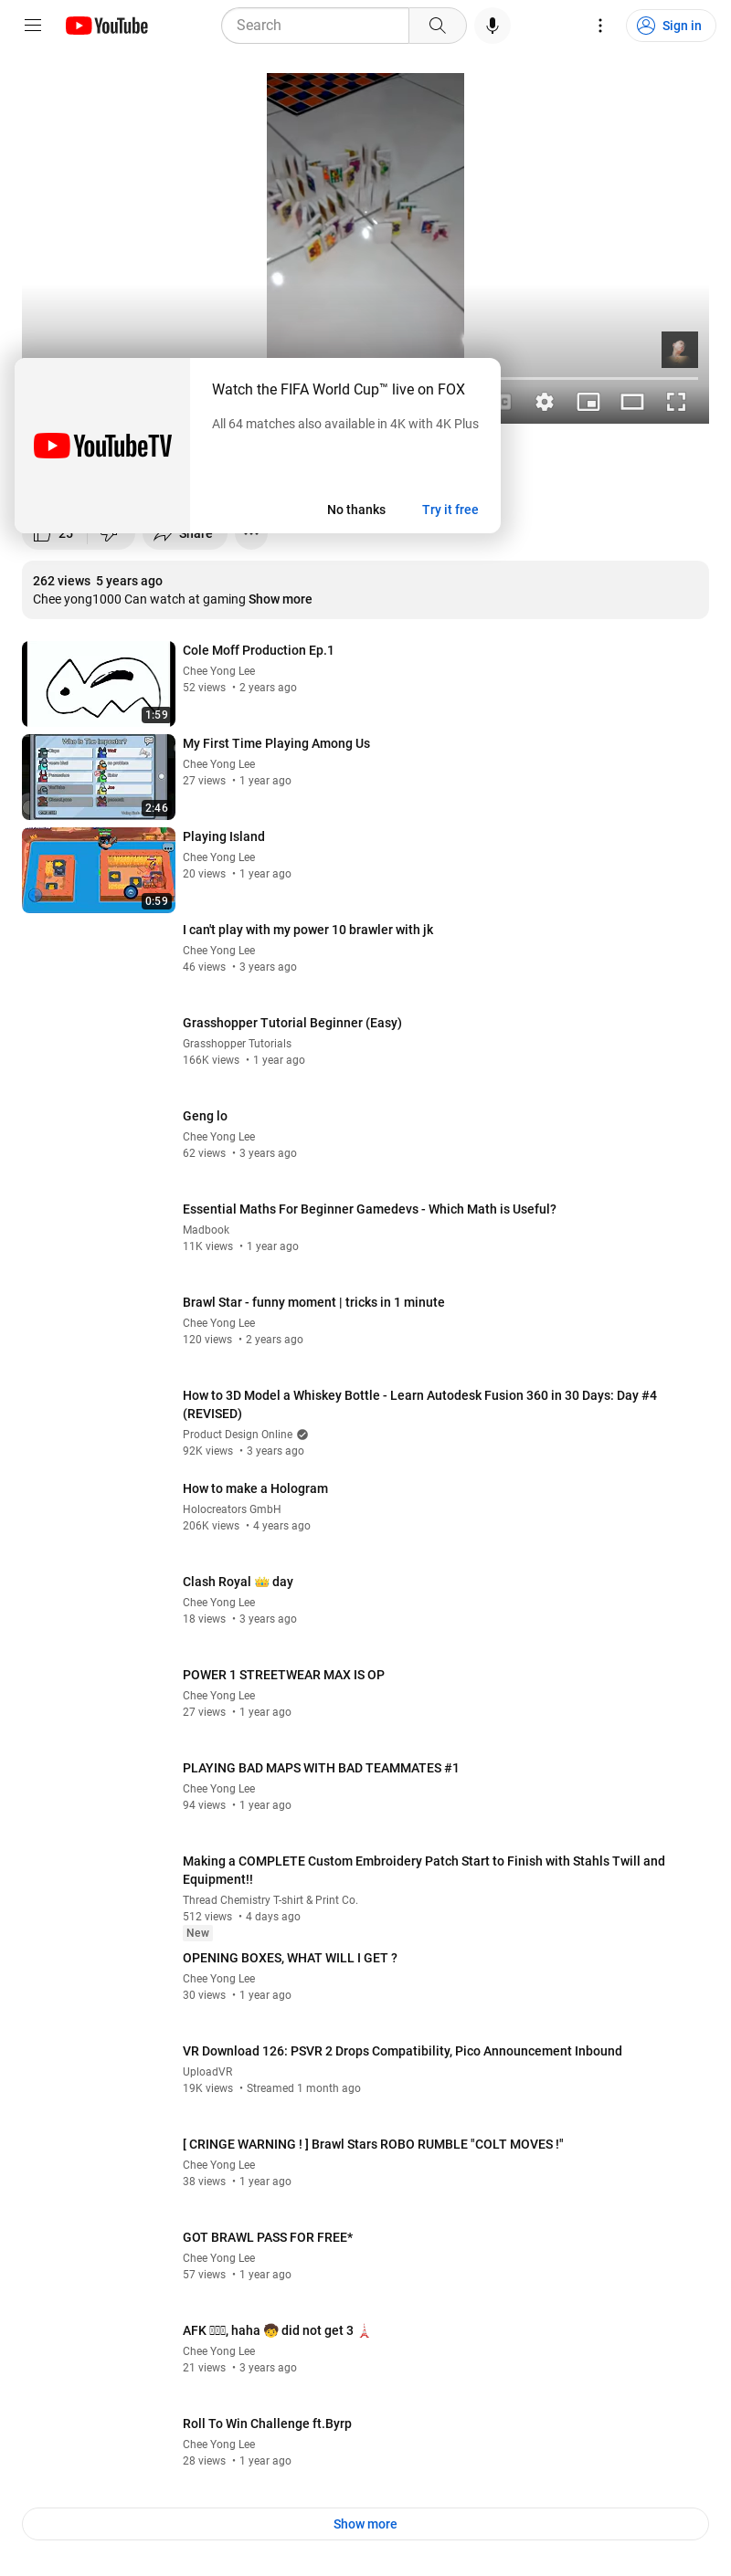 YouTube
Search
Sign in
Watch the FIFA World Cup™ live on FOX
All 64 matches also available in 4K with 4K Plus
YouTubeTV
No thanks
Try it free
25
Share
262 views 5 years ago
Chee yong1000 Can watch at gaming Show more
Cole Moff Production Ep.1
Chee Yong Lee
52 views • 2 years ago
1:59
My First Time Playing Among Us
Chee Yong Lee
27 views • 1 year ago
Who Is The Impostor?
2:46
Playing Island
Chee Yong Lee
20 views • 1 year ago
0:59
I can't play with my power 10 brawler with jk
Chee Yong Lee
46 views • 3 years ago
Grasshopper Tutorial Beginner (Easy)
Grasshopper Tutorials
166K views • 1 year ago
Geng lo
Chee Yong Lee
62 views • 3 years ago
Essential Maths For Beginner Gamedevs - Which Math is Useful?
Madbook
11K views • 1 year ago
Brawl Star - funny moment | tricks in 1 minute
Chee Yong Lee
120 views • 2 years ago
How to 3D Model a Whiskey Bottle - Learn Autodesk Fusion 360 in 30 Days: Day #4
(REVISED)
Product Design Online
92K views • 3 years ago
How to make a Hologram
Holocreators GmbH
206K views • 4 years ago
Clash Royal 👑 day
Chee Yong Lee
18 views • 3 years ago
POWER 1 STREETWEAR MAX IS OP
Chee Yong Lee
27 views • 1 year ago
PLAYING BAD MAPS WITH BAD TEAMMATES #1
Chee Yong Lee
94 views • 1 year ago
Making a COMPLETE Custom Embroidery Patch Start to Finish with Stahls Twill and
Equipment!!
Thread Chemistry T-shirt & Print Co.
512 views • 4 days ago
New
OPENING BOXES, WHAT WILL I GET ?
Chee Yong Lee
30 views • 1 year ago
VR Download 126: PSVR 2 Drops Compatibility, Pico Announcement Inbound
UploadVR
19K views • Streamed 1 month ago
[ CRINGE WARNING ! ] Brawl Stars ROBO RUMBLE "COLT MOVES !"
Chee Yong Lee
38 views • 1 year ago
GOT BRAWL PASS FOR FREE*
Chee Yong Lee
57 views • 1 year ago
AFK , haha 🧒 did not get 3 🗼
Chee Yong Lee
21 views • 3 years ago
Roll To Win Challenge ft.Byrp
Chee Yong Lee
28 views • 1 year ago
Show more